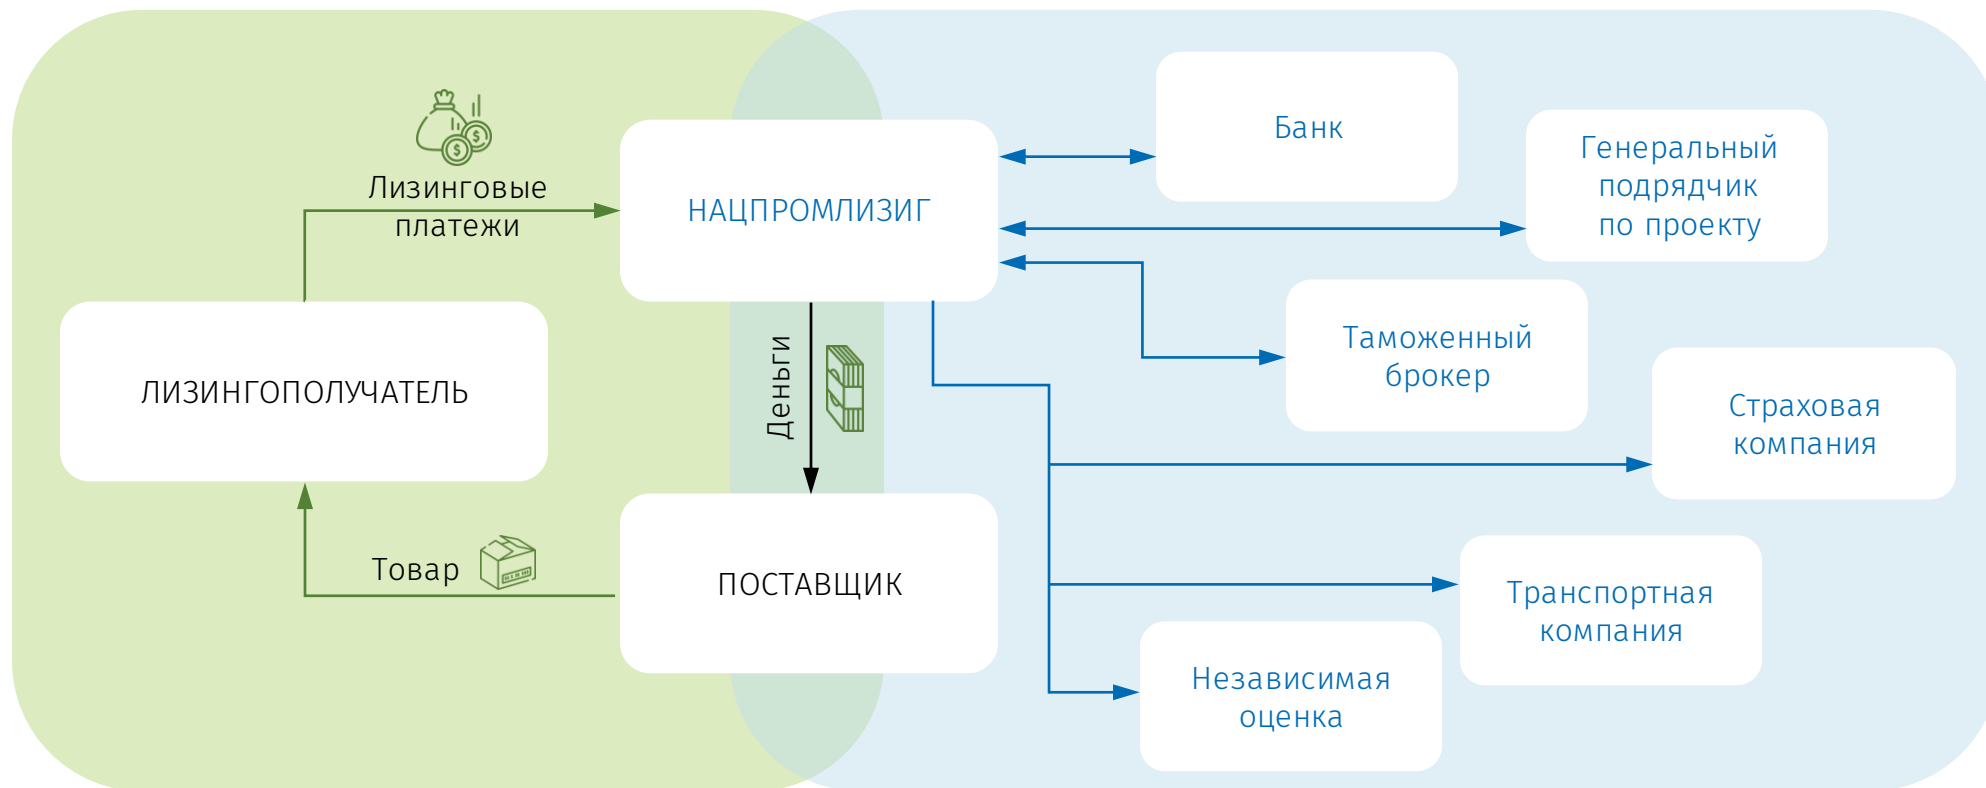 Лизинговые
платежи
НАЦПРОМЛИЗИГ
ЛИЗИНГОПОЛУЧАТЕЛЬ
Деньги
Товар
ПОСТАВЩИК
Банк
Генеральный
подрядчик
по проекту
Таможенный
брокер
Страховая
компания
Транспортная
компания
Независимая
оценка